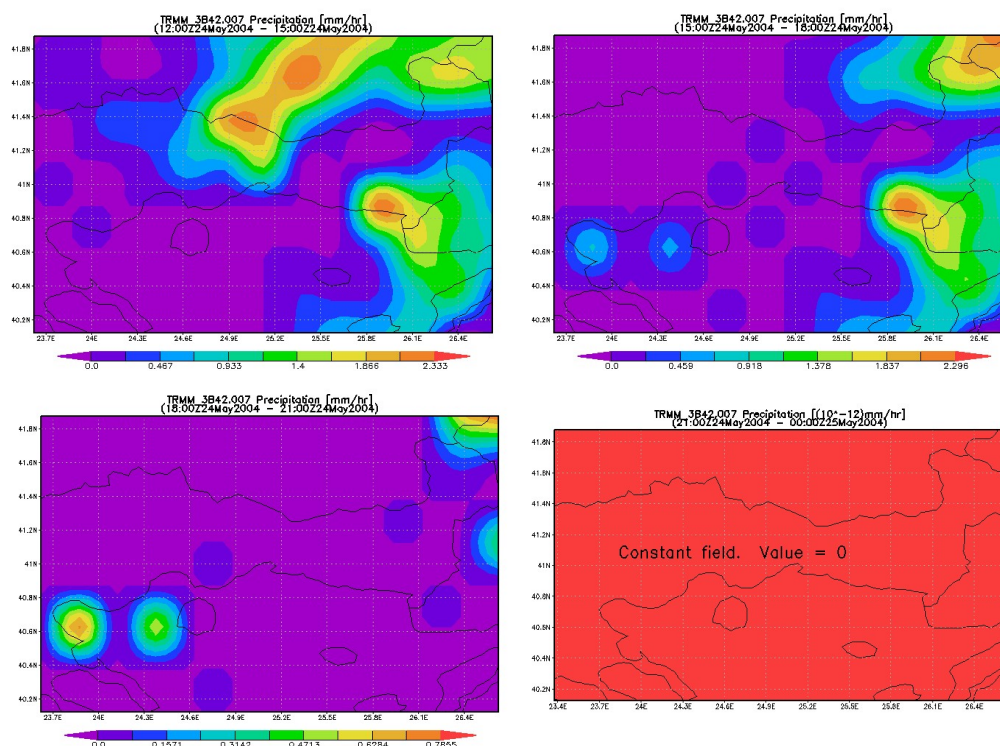 TRMM_3B42.007 Precipitation [mm/hr]
(12:00Z24May2004 - 15:00Z24May2004)
41.8N
41.6N
41.4N
41.2N
41N
40.8N
40.6N
40.4N
40.2N
23.7E 24E 24.3E 24.6E 24.9E 25.2E 25.5E 25.8E 26.1E 26.4E
0.0 0.467 0.933 1.4 1.866 2.333
TRMM_3B42.007 Precipitation [mm/hr]
(15:00Z24May2004 - 18:00Z24May2004)
41.8N
41.6N
41.4N
41.2N
41N
40.8N
40.6N
40.4N
40.2N
23.7E 24E 24.3E 24.6E 24.9E 25.2E 25.5E 25.8E 26.1E 26.4E
0.0 0.459 0.918 1.378 1.837 2.296
TRMM_3B42.007 Precipitation [mm/hr]
(18:00Z24May2004 - 21:00Z24May2004)
41.8N
41.6N
41.4N
41.2N
41N
40.8N
40.6N
40.4N
40.2N
23.7E 24E 24.3E 24.6E 24.9E 25.2E 25.5E 25.8E 26.1E 26.4E
0.0 0.1571 0.3142 0.4713 0.6284 0.7855
TRMM_3B42.007 Precipitation [(10^-12)mm/hr]
(21:00Z24May2004 - 00:00Z25May2004)
41.8N
41.6N
41.4N
41.2N
41N
40.8N
40.6N
40.4N
40.2N
Constant field. Value = 0
23.4E 23.7E 24E 24.3E 24.6E 24.9E 25.2E 25.5E 25.8E 26.1E 26.4E